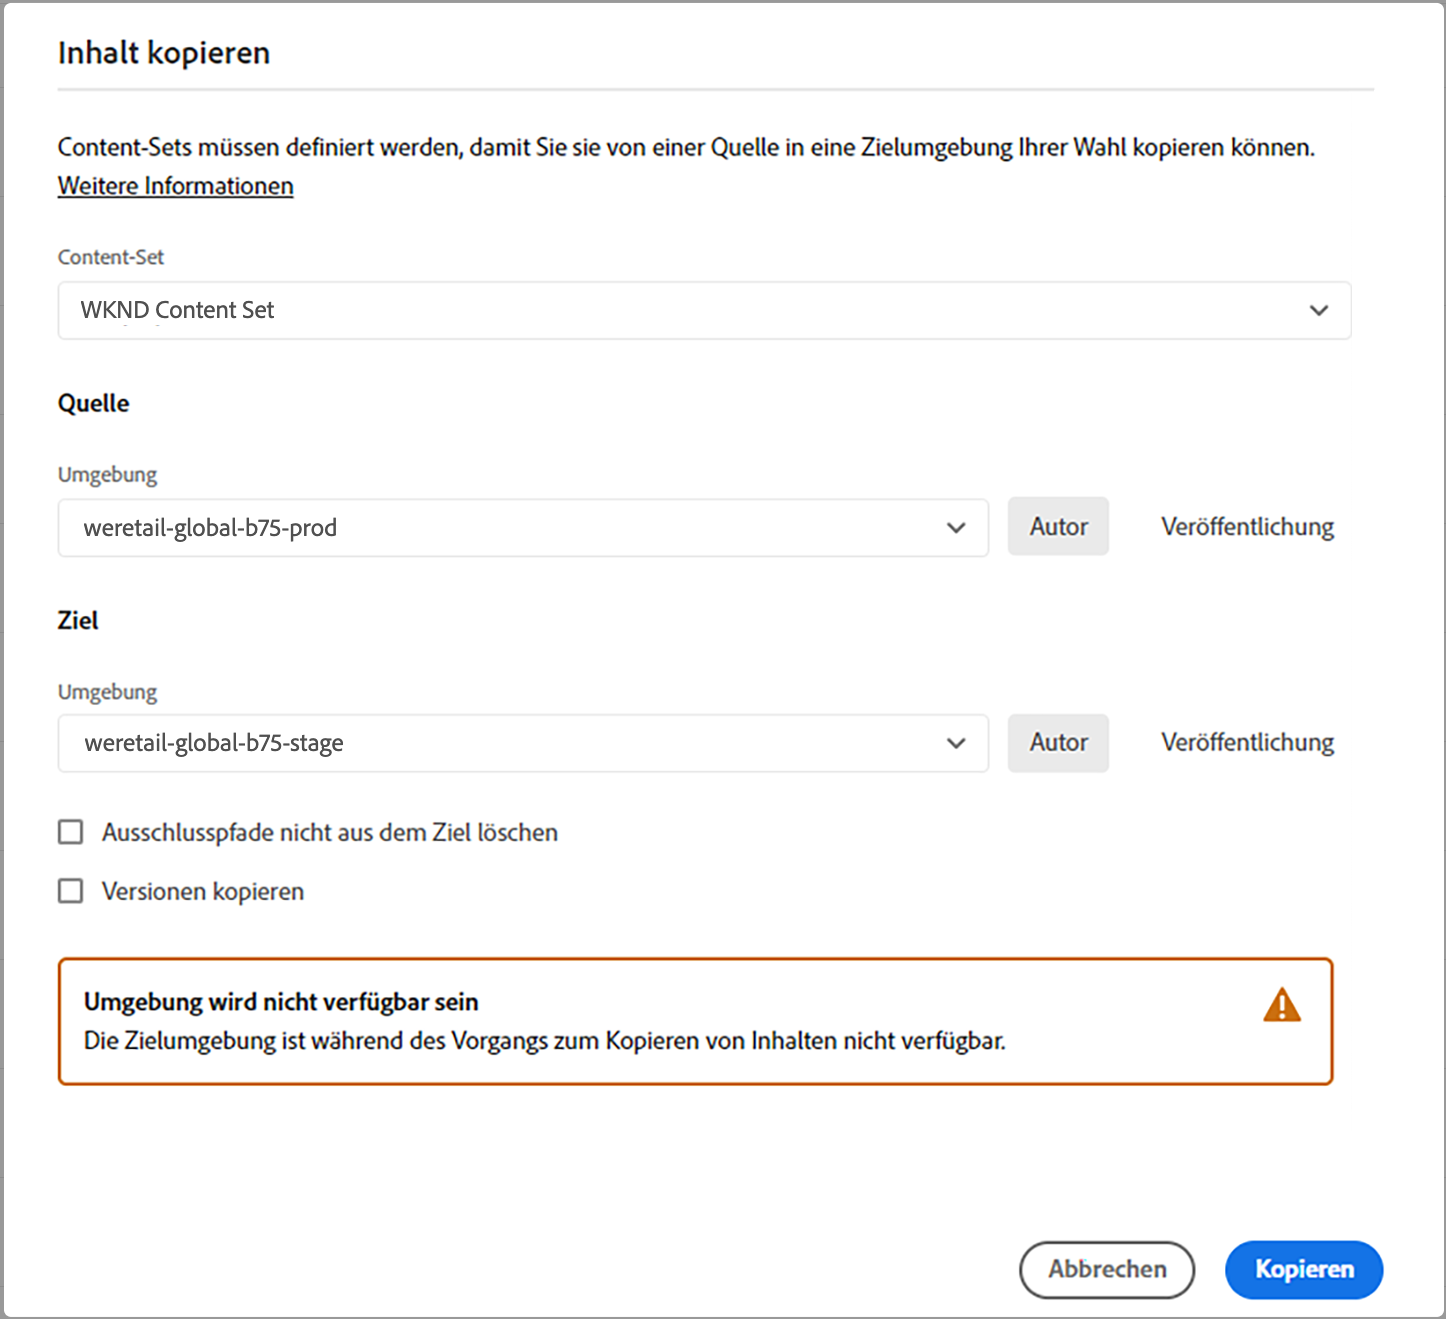 Inhalt kopieren
Content-Sets müssen definiert werden, damit Sie sie von einer Quelle in eine Zielumgebung Ihrer Wahl kopieren können.
Weitere Informationen
Content-Set
WKND Content Set
Quelle
Umgebung
weretail-global-b75-prod Autor Veröffentlichung
Ziel
Umgebung
weretail-global-b75-stage Autor Veröffentlichung
Ausschlusspfade nicht aus dem Ziel löschen
Versionen kopieren
Umgebung wird nicht verfügbar sein
Die Zielumgebung ist während des Vorgangs zum Kopieren von Inhalten nicht verfügbar.
Abbrechen Kopieren